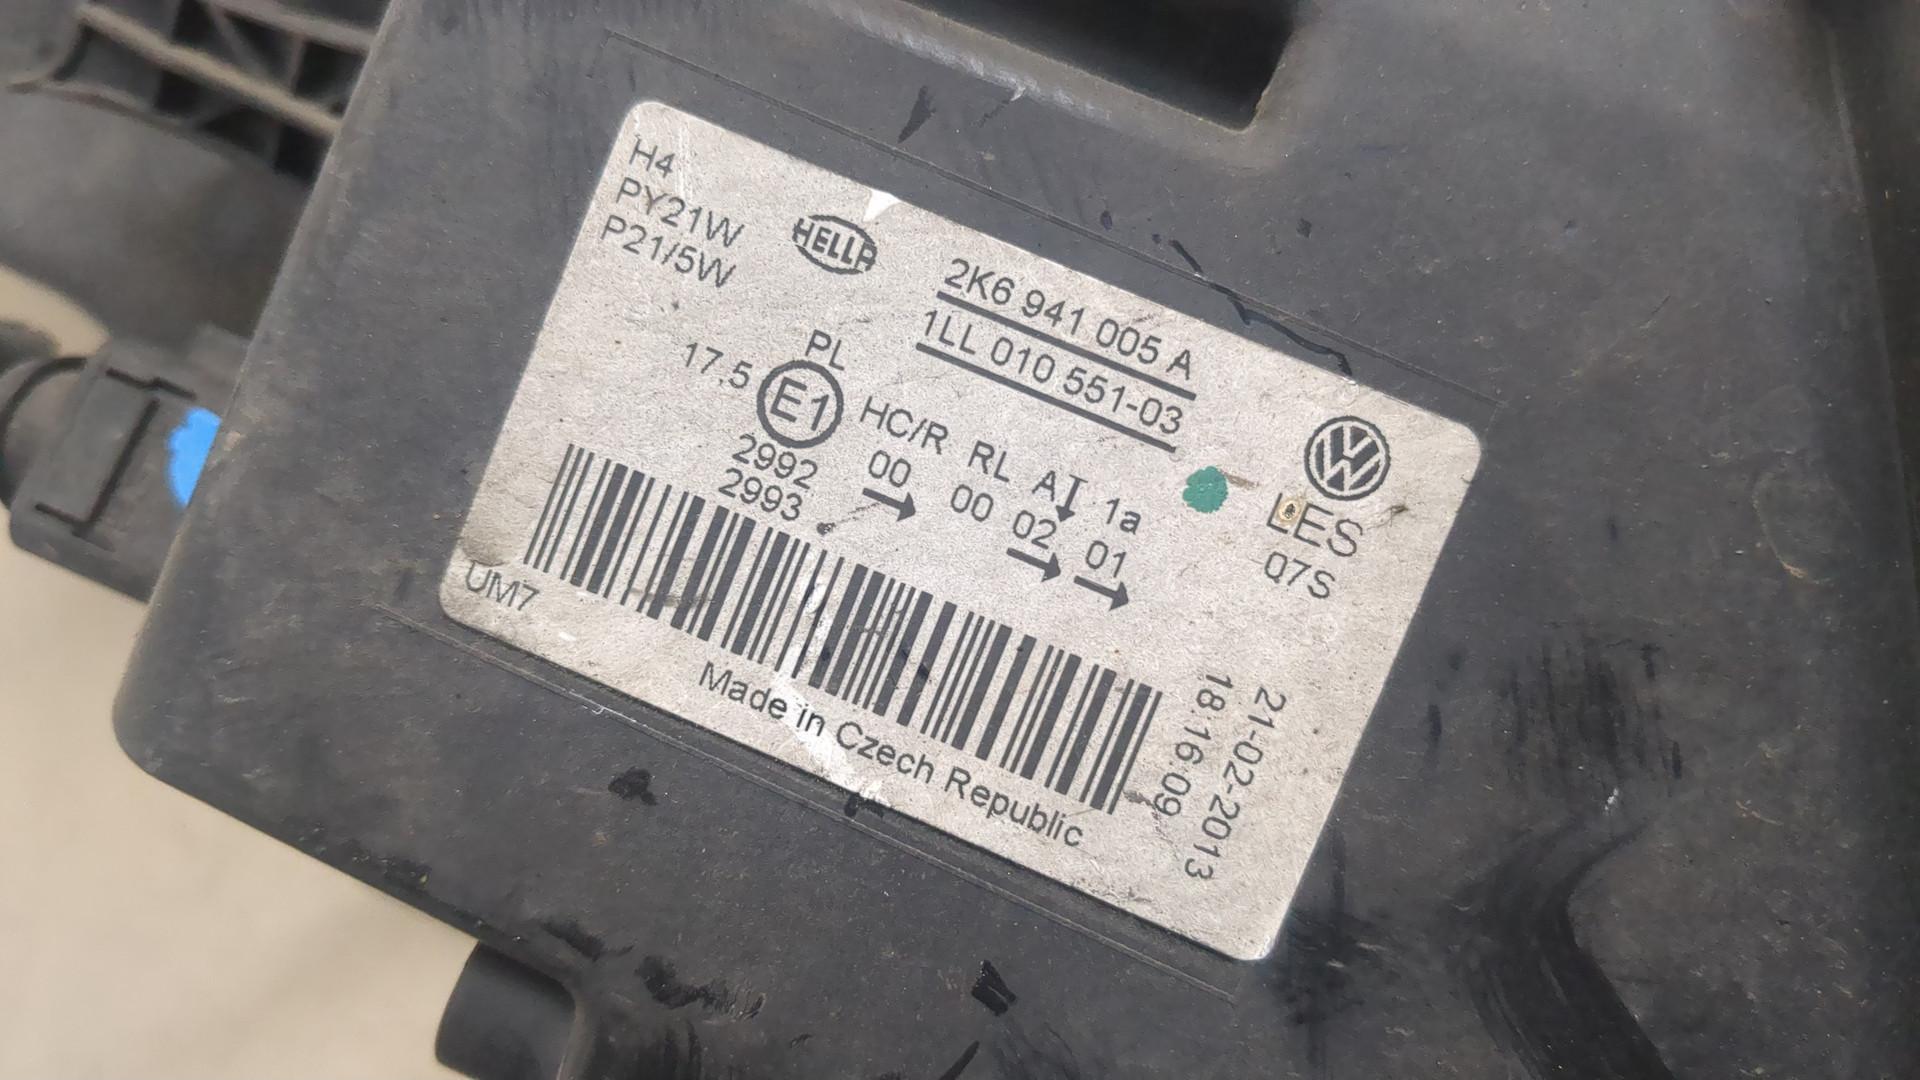 H4
PY21W
P21/5W
HELLA
2K6 941 005 A
1LL 010 551-03
PL
17.5 E1
2992
2993
HC/R RL AI 1a
00 00 02 01
VW
LES
07S
UM7
Made in Czech Republic
21-02-2013
18:16:09